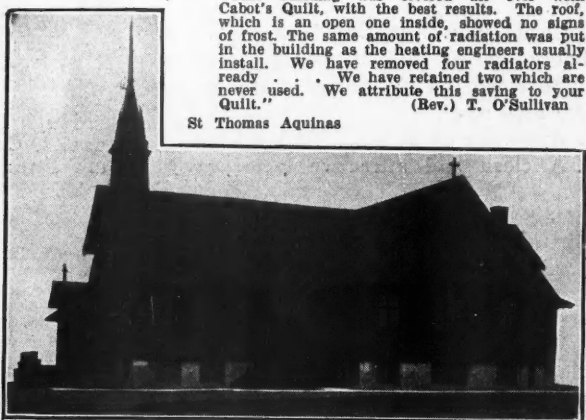 Cabot's Quilt, with the best results. The roof,
which is an open one inside, showed no signs
of frost. The same amount of radiation was put
in the building as the heating engineers usually
install. We have removed four radiators al-
ready . . . We have retained two which are
never used. We attribute this saving to your
Quilt." (Rev.) T. O'Sullivan
St Thomas Aquinas